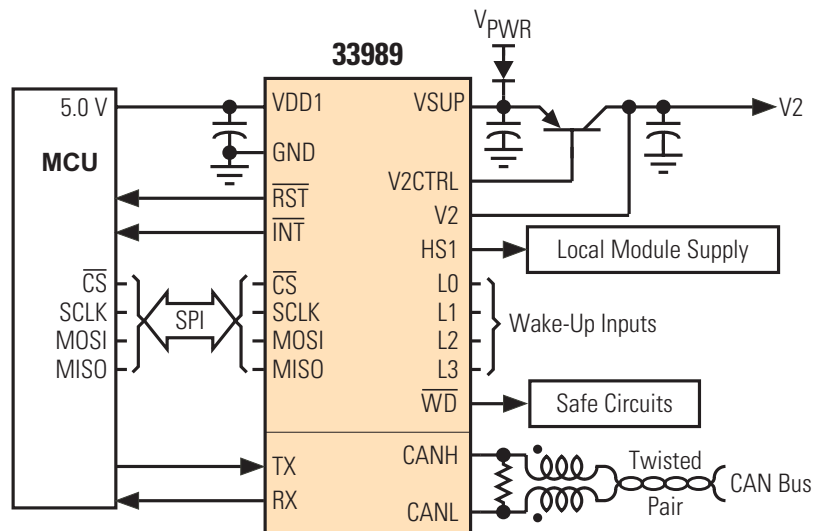 VPWR
33989
5.0 V
VDD1
VSUP
V2
MCU
GND
RST
V2CTRL
INT
V2
HS1
Local Module Supply
CS
CS
L0
SCLK
SPI
SCLK
L1
Wake-Up Inputs
MOSI
MOSI
L2
MISO
MISO
L3
WD
Safe Circuits
TX
CANH
Twisted
Pair
CAN Bus
RX
CANL